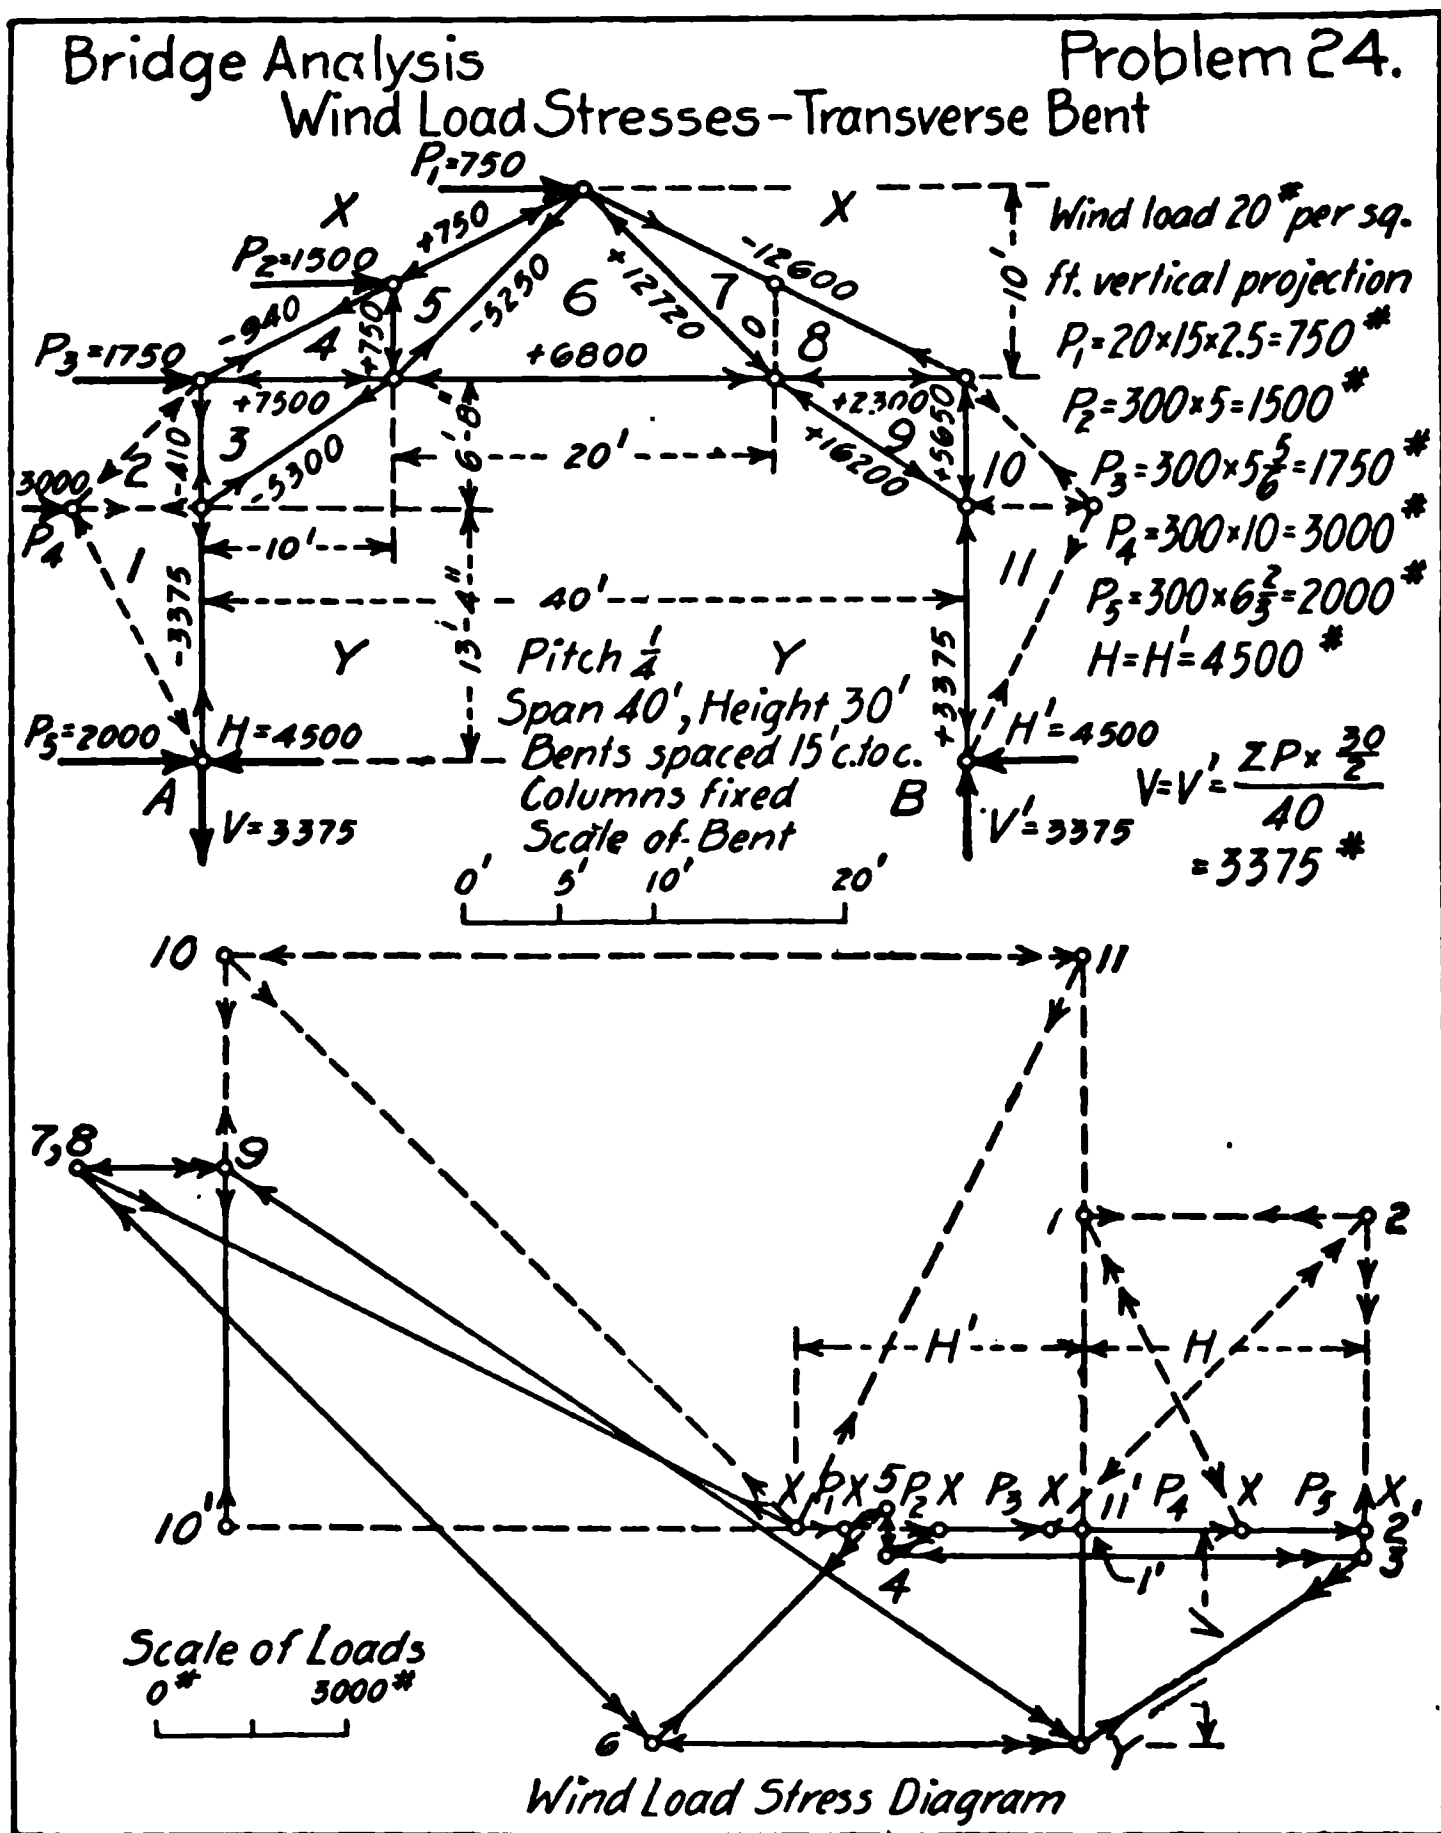 Bridge Analysis
Problem 24.
Wind Load Stresses-Transverse Bent
P₁=750
X
X
+750
-12600
Wind load 20# per sq.
ft. vertical projection
10'
P₂=1500
5
-5250
6
+12720
7
-940
4
+750
0
8
P₁=20×15×2.5=750#
P₃=1750
+6800
+7500
+2300
P₂=300×5=1500#
-410
3
6'-8"
20'
9
+5650
+16200
P₃=300×5 5/6=1750#
3000
2
-5300
10
P₄
10'
P₄=300×10=3000#
1
11
P₅=300×6 2/3=2000#
-3375
40'
13'-4"
Y
Pitch 1/4
Y
+3375
H=H'=4500#
Span 40', Height 30'
P₅=2000
H=4500
Bents spaced 15' c. to c.
H'=4500
A
Columns fixed
B
V=V'= ΣP× 30/2
40
V=3375
Scale of Bent
V'=3375
=3375#
0'
5'
10'
20'
10
11
7,8
9
1
2
H'
H
10'
X
P₁
X
5
P₂
X
P₃
X
11'
P₄
X
P₅
X
2'
4
1'
3
V
Scale of Loads
0#
3000#
6
Y
Wind Load Stress Diagram